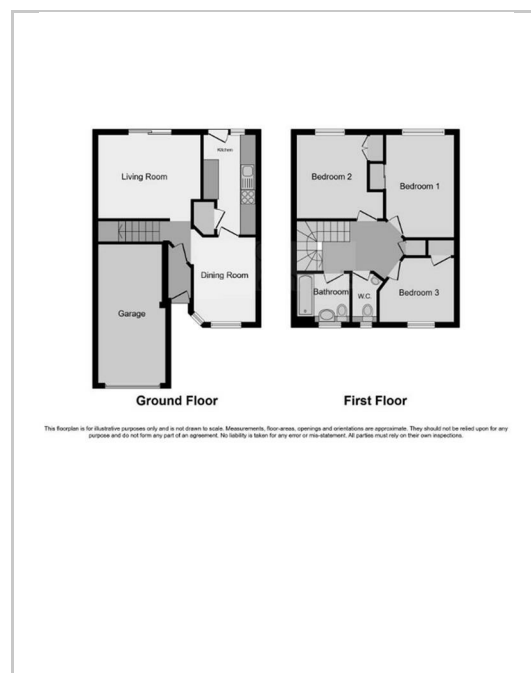 Kitchen
Living Room
Dining Room
Garage
Ground Floor
Bedroom 2
Bedroom 1
Bathroom
W.C.
Bedroom 3
First Floor
This floorplan is for illustrative purposes only and is not drawn to scale. Measurements, floor-areas, openings and orientations are approximate. They should not be relied upon for any
purpose and do not form any part of an agreement. No liability is taken for any error or mis-statement. All parties must rely on their own inspections.